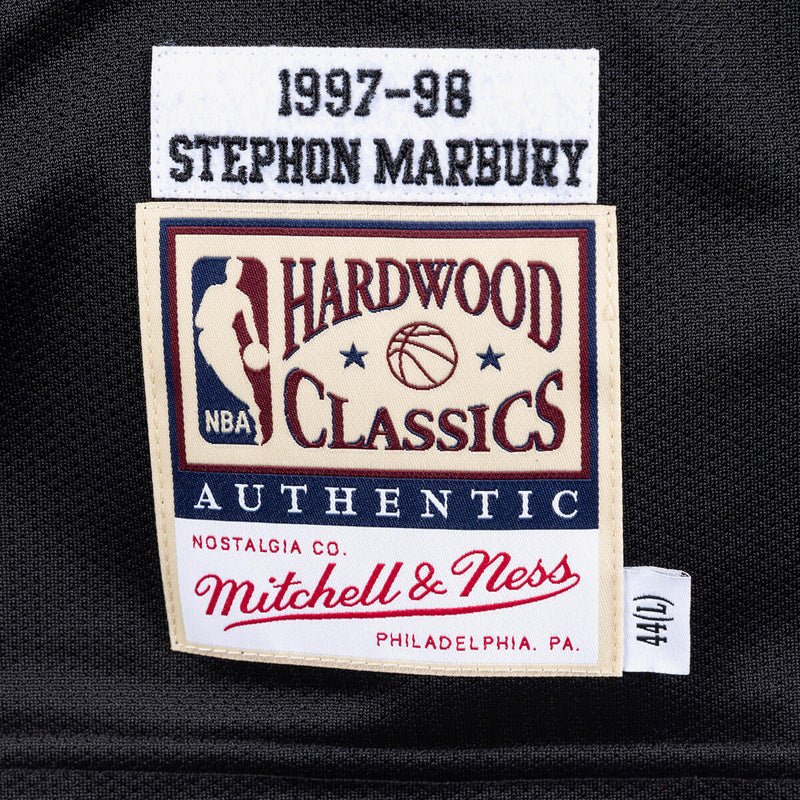 1997-98
STEPHON MARBURY
HARDWOOD
CLASSICS
NBA
AUTHENTIC
NOSTALGIA CO.
Mitchell & Ness
PHILADELPHIA, PA.
44(L)